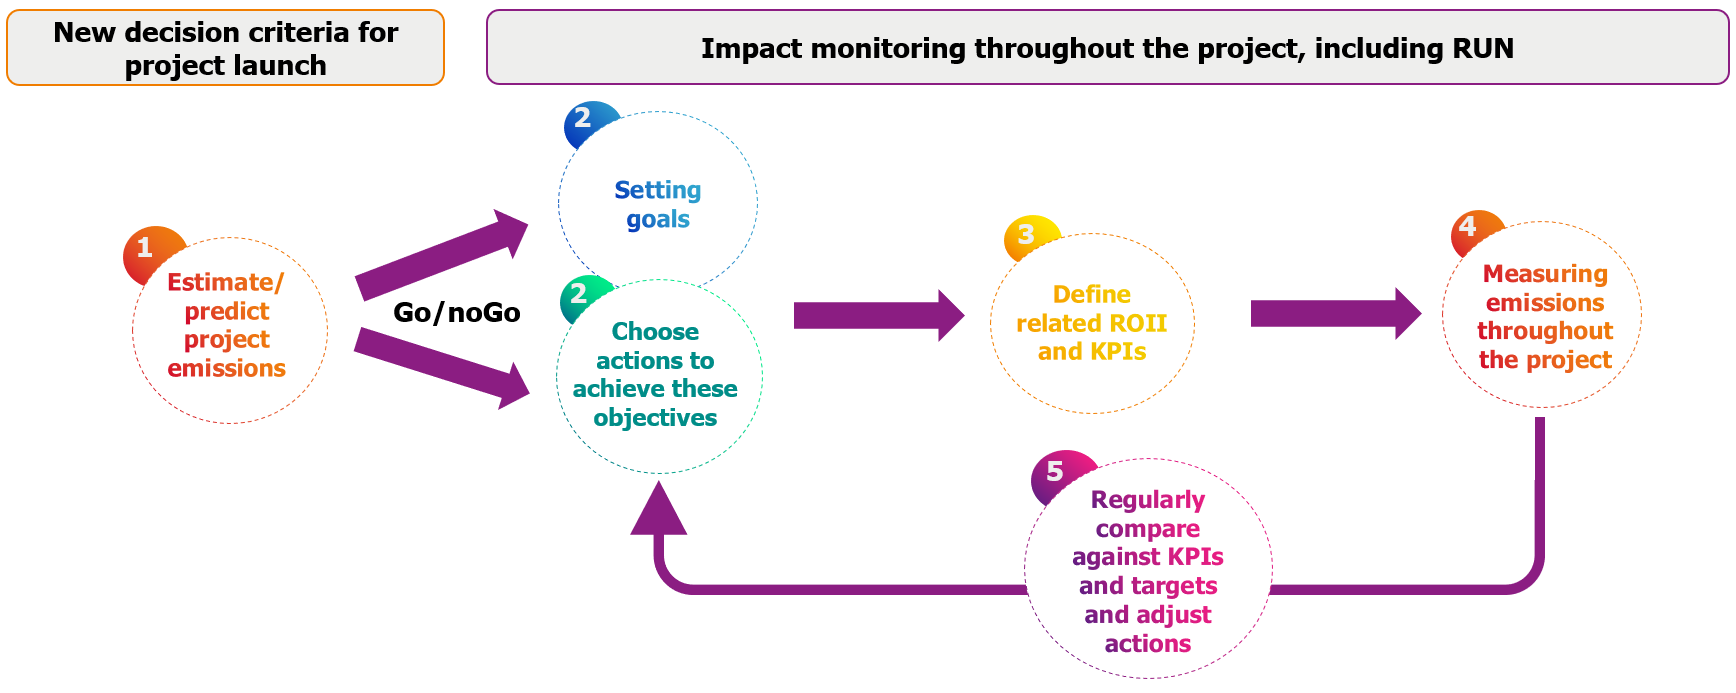 New decision criteria for
project launch
Impact monitoring throughout the project, including RUN
1
Estimate/
predict
project
emissions
Go/noGo
2
Setting
goals
2
Choose
actions to
achieve these
objectives
3
Define
related ROII
and KPIs
4
Measuring
emissions
throughout
the project
5
Regularly
compare
against KPIs
and targets
and adjust
actions